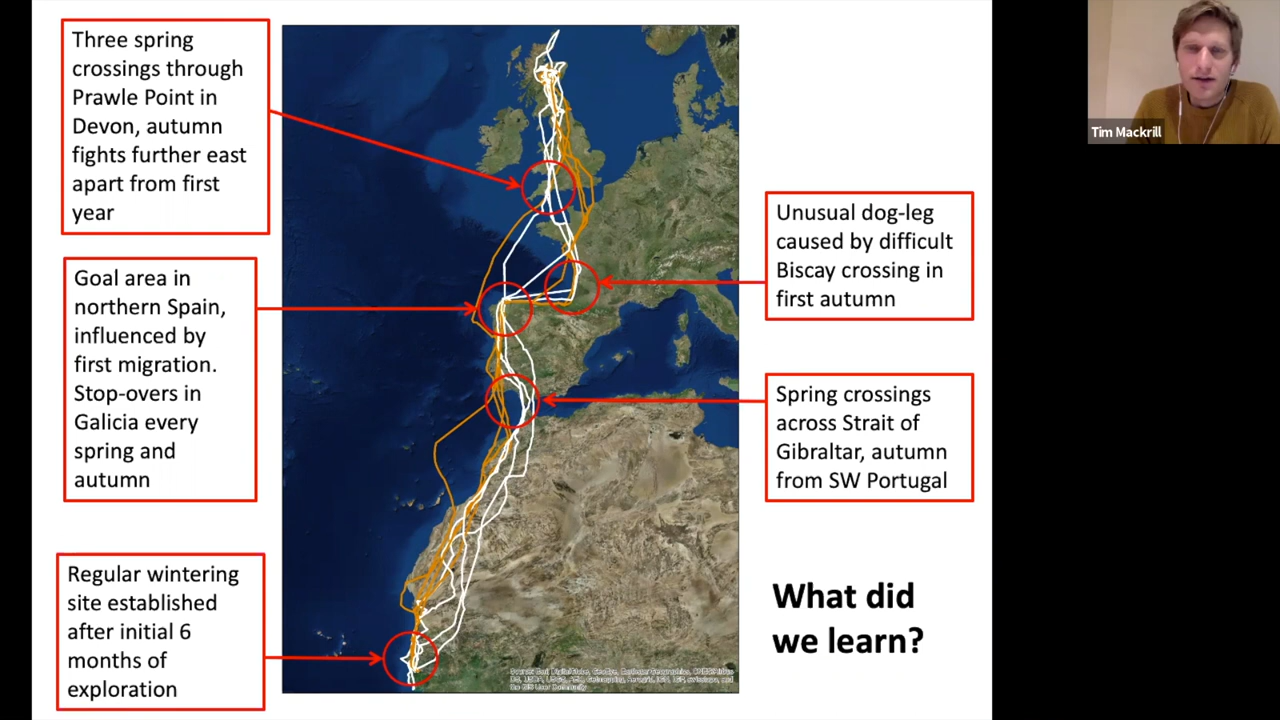 Three spring
crossings through
Prawle Point in
Devon, autumn
fights further east
apart from first
year
Goal area in
northern Spain,
influenced by
first migration.
Stop-overs in
Galicia every
spring and
autumn
Regular wintering
site established
after initial 6
months of
exploration
Unusual dog-leg
caused by difficult
Biscay crossing in
first autumn
Spring crossings
across Strait of
Gibraltar, autumn
from SW Portugal
What did
we learn?
Tim Mackrill